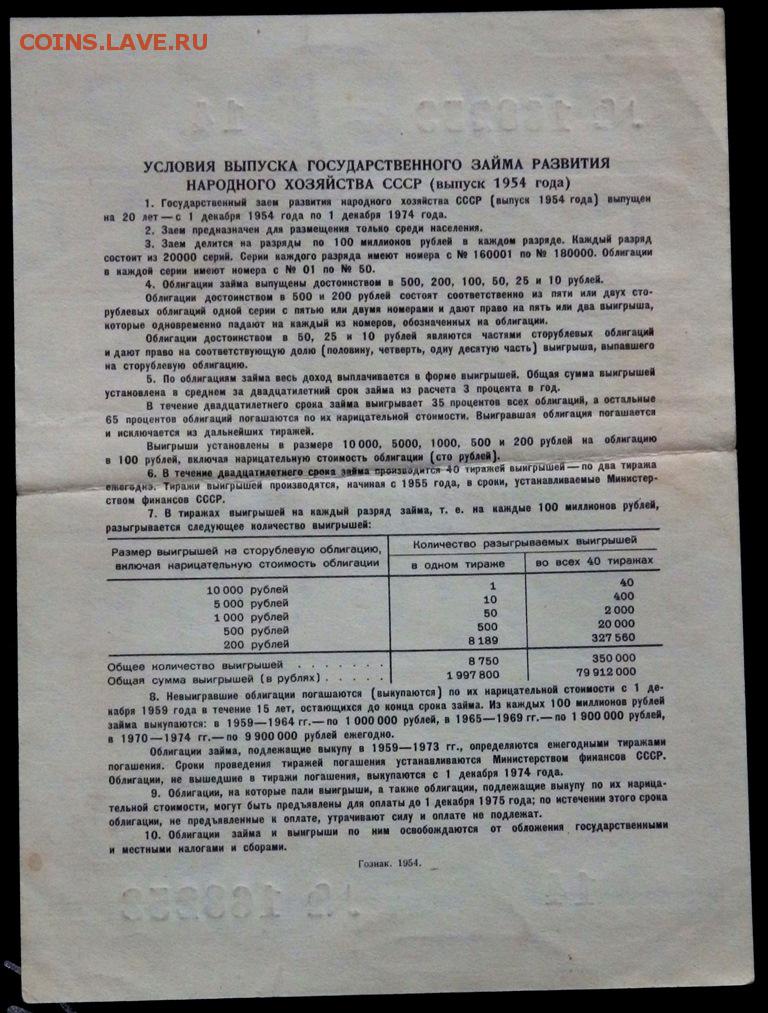 COINS.LAVE.RU
№ 14
УСЛОВИЯ ВЫПУСКА ГОСУДАРСТВЕННОГО ЗАЙМА РАЗВИТИЯ
НАРОДНОГО ХОЗЯЙСТВА СССР (выпуск 1954 года)
1. Государственный заем развития народного хозяйства СССР (выпуск 1954 года) выпущен
на 20 лет — с 1 декабря 1954 года по 1 декабря 1974 года.
2. Заем предназначен для размещения только среди населения.
3. Заем делится на разряды по 100 миллионов рублей в каждом разряде. Каждый разряд
состоит из 20000 серий. Серии каждого разряда имеют номера с № 160001 по № 180000. Облигации
в каждой серии имеют номера с № 01 по № 50.
4. Облигации займа выпущены достоинством в 500, 200, 100, 50, 25 и 10 рублей.
Облигации достоинством в 500 и 200 рублей состоят соответственно из пяти или двух сто-
рублевых облигаций одной серии с пятью или двумя номерами и дают право на пять или два выигрыша,
которые одновременно падают на каждый из номеров, обозначенных на облигации.
Облигации достоинством в 50, 25 и 10 рублей являются частями сторублевых облигаций
и дают право на соответствующую долю (половину, четверть, одну десятую часть) выигрыша, выпавшего
на сторублевую облигацию.
5. По облигациям займа весь доход выплачивается в форме выигрышей. Общая сумма выигрышей
установлена в среднем за двадцатилетний срок займа из расчета 3 процента в год.
В течение двадцатилетнего срока займа выигрывает 35 процентов всех облигаций, а остальные
65 процентов облигаций погашаются по их нарицательной стоимости. Выигравшая облигация погашается
и исключается из дальнейших тиражей.
Выигрыши установлены в размере 10 000, 5000, 1000, 500 и 200 рублей на облигацию
в 100 рублей, включая нарицательную стоимость облигации (сто рублей).
6. В течение двадцатилетнего срока займа производится 40 тиражей выигрышей — по два тиража
ежегодно. Тиражи выигрышей производятся, начиная с 1955 года, в сроки, устанавливаемые Министер-
ством финансов СССР.
7. В тиражах выигрышей на каждый разряд займа, т. е. на каждые 100 миллионов рублей,
разыгрывается следующее количество выигрышей:
Размер выигрышей на сторублевую облигацию, включая нарицательную стоимость облигации
Количество разыгрываемых выигрышей
в одном тираже во всех 40 тиражах
10 000 рублей 1 40
5 000 рублей 10 400
1 000 рублей 50 2 000
500 рублей 500 20 000
200 рублей 8 189 327 560
Общее количество выигрышей . . . . . . . 8 750 350 000
Общая сумма выигрышей (в рублях) . . . . . 1 997 800 79 912 000
8. Невыигравшие облигации погашаются (выкупаются) по их нарицательной стоимости с 1 де-
кабря 1959 года в течение 15 лет, остающихся до конца срока займа. Из каждых 100 миллионов рублей
займа выкупаются: в 1959—1964 гг.— по 1 000 000 рублей, в 1965—1969 гг.— по 1 900 000 рублей,
в 1970—1974 гг.— по 9 900 000 рублей ежегодно.
Облигации займа, подлежащие выкупу в 1959—1973 гг., определяются ежегодными тиражами
погашения. Сроки проведения тиражей погашения устанавливаются Министерством финансов СССР.
Облигации, не вышедшие в тиражи погашения, выкупаются с 1 декабря 1974 года.
9. Облигации, на которые пали выигрыши, а также облигации, подлежащие выкупу по их нарица-
тельной стоимости, могут быть предъявлены для оплаты до 1 декабря 1975 года; по истечении этого срока
облигации, не предъявленные к оплате, утрачивают силу и оплате не подлежат.
10. Облигации займа и выигрыши по ним освобождаются от обложения государственными
и местными налогами и сборами.
Гознак. 1954.
№ 14